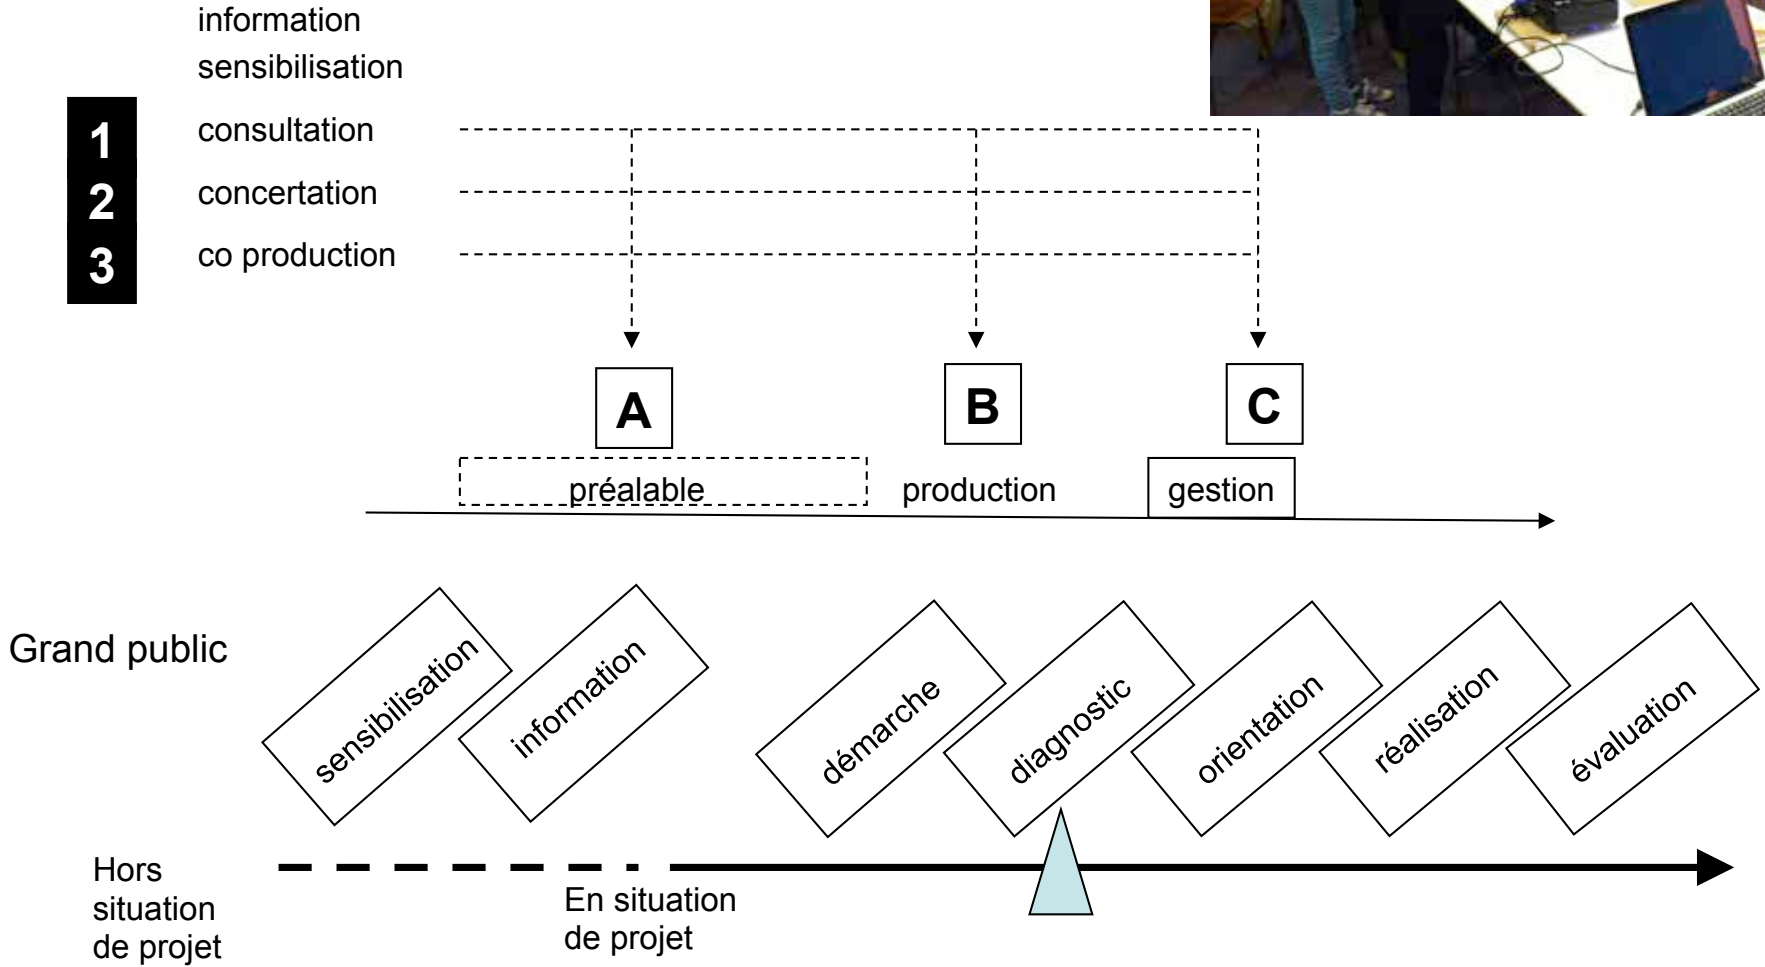 information
sensibilisation
1 consultation
2 concertation
3 co production
A B C
préalable production gestion
Grand public
sensibilisation
information
démarche
diagnostic
orientation
réalisation
évaluation
Hors
situation
de projet
En situation
de projet